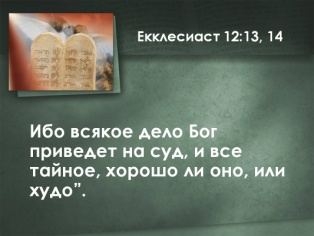 Екклесиаст 12:13, 14
Ибо всякое дело Бог
приведет на суд, и все
тайное, хорошо ли оно, или
худо”.